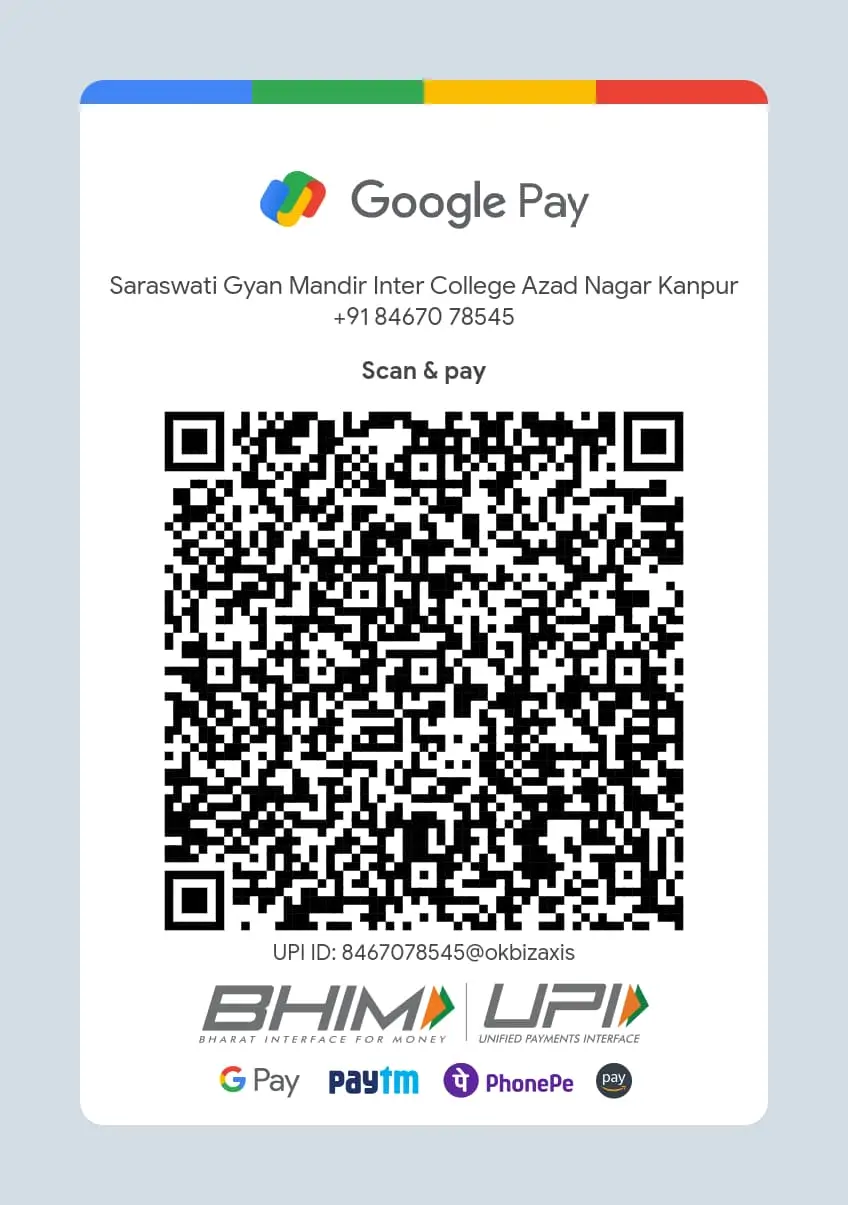 Google Pay
Saraswati Gyan Mandir Inter College Azad Nagar Kanpur
+91 84670 78545
Scan & pay
UPI ID: 8467078545@okbizaxis
BHIM UPI
BHARAT INTERFACE FOR MONEY UNIFIED PAYMENTS INTERFACE
G Pay paytm पे PhonePe pay